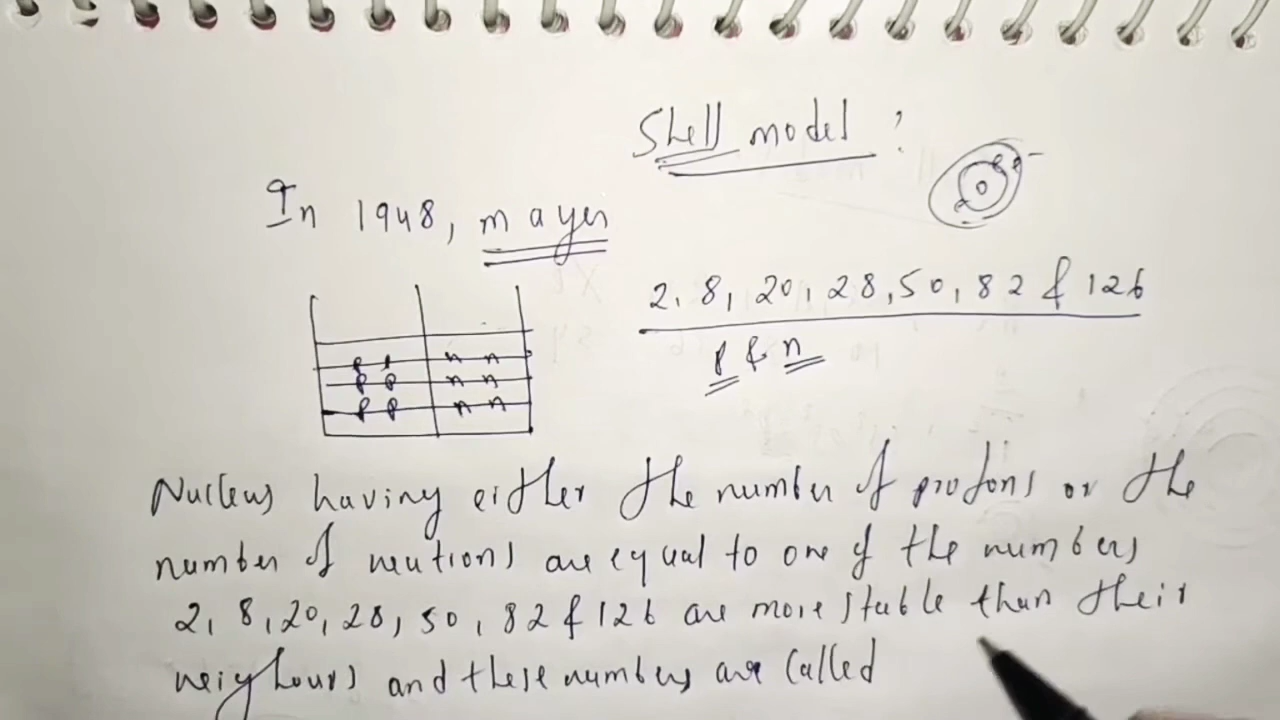 Shell model :
In 1948, mayer
2, 8, 20, 28, 50, 82 & 126
p & n
p p n n
p p n n
p p n n
Nucleus having either the number of protons or the
number of neutrons are equal to one of the numbers
2, 8, 20, 28, 50, 82 & 126 are more stable than their
neighours and these numbers are called